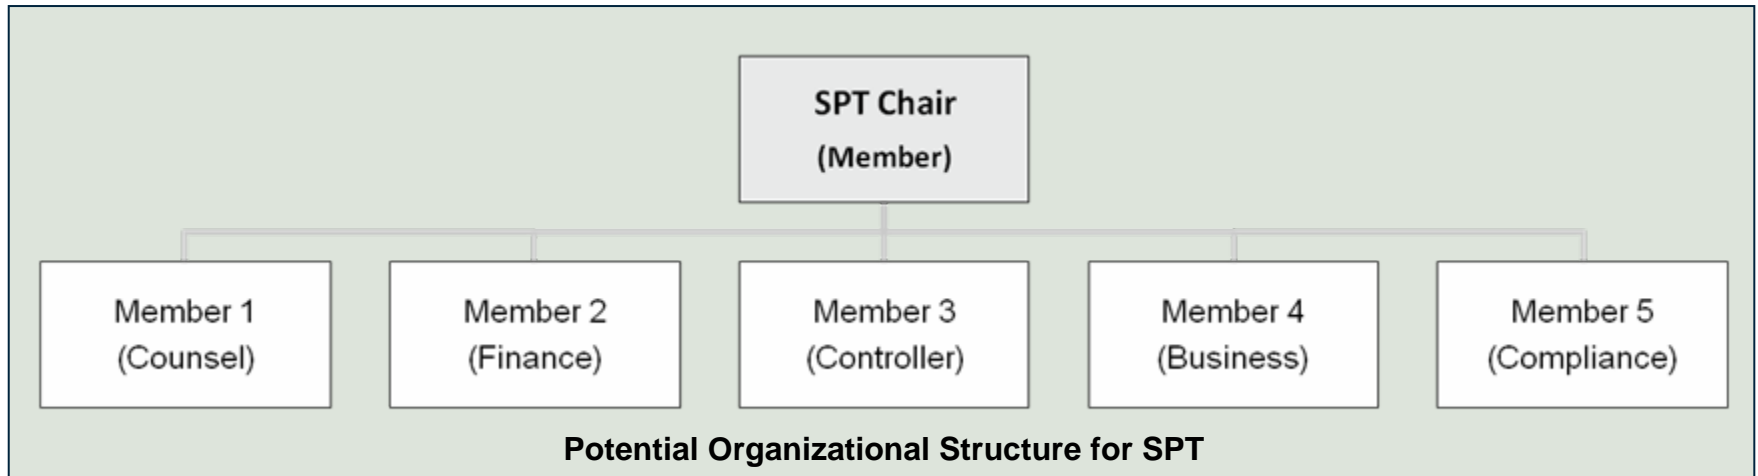 SPT Chair
(Member)
Member 1
(Counsel)
Member 2
(Finance)
Member 3
(Controller)
Member 4
(Business)
Member 5
(Compliance)
Potential Organizational Structure for SPT